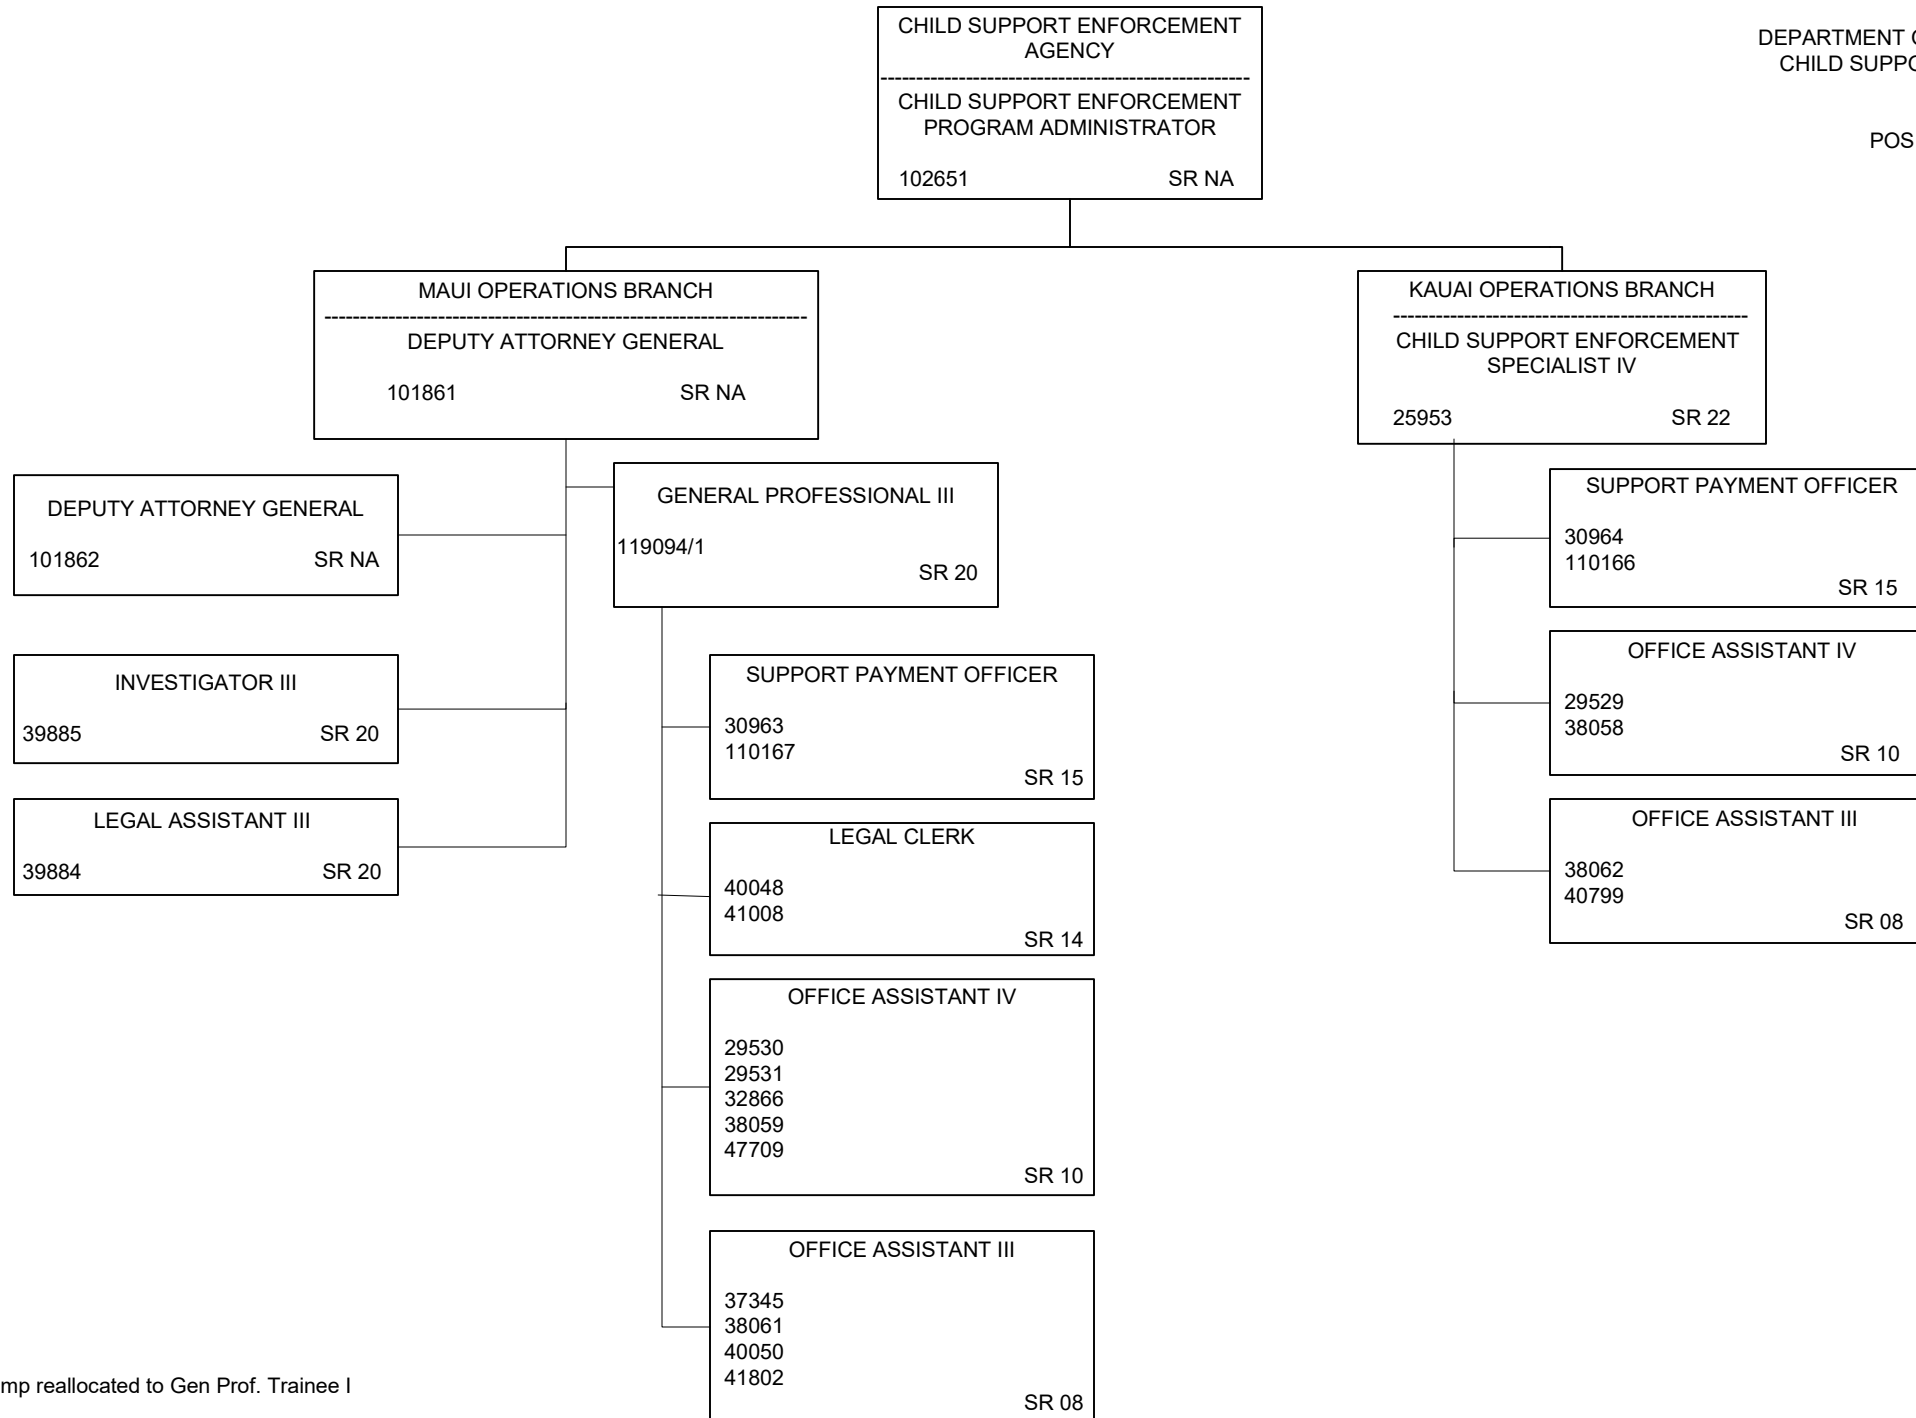 CHILD SUPPORT ENFORCEMENT
AGENCY
----------------------------------------------------
CHILD SUPPORT ENFORCEMENT
PROGRAM ADMINISTRATOR
102651 SR NA
DEPARTMENT
CHILD SUPPO
POS
MAUI OPERATIONS BRANCH
--------------------------------------------------------------------
DEPUTY ATTORNEY GENERAL
101861 SR NA
KAUAI OPERATIONS BRANCH
--------------------------------------------------
CHILD SUPPORT ENFORCEMENT
SPECIALIST IV
25953 SR 22
DEPUTY ATTORNEY GENERAL
101862 SR NA
INVESTIGATOR III
39885 SR 20
LEGAL ASSISTANT III
39884 SR 20
GENERAL PROFESSIONAL III
119094/1
SR 20
SUPPORT PAYMENT OFFICER
30963
110167
SR 15
LEGAL CLERK
40048
41008
SR 14
OFFICE ASSISTANT IV
29530
29531
32866
38059
47709
SR 10
OFFICE ASSISTANT III
37345
38061
40050
41802
SR 08
SUPPORT PAYMENT OFFICER
30964
110166
SR 15
OFFICE ASSISTANT IV
29529
38058
SR 10
OFFICE ASSISTANT III
38062
40799
SR 08
mp reallocated to Gen Prof. Trainee I